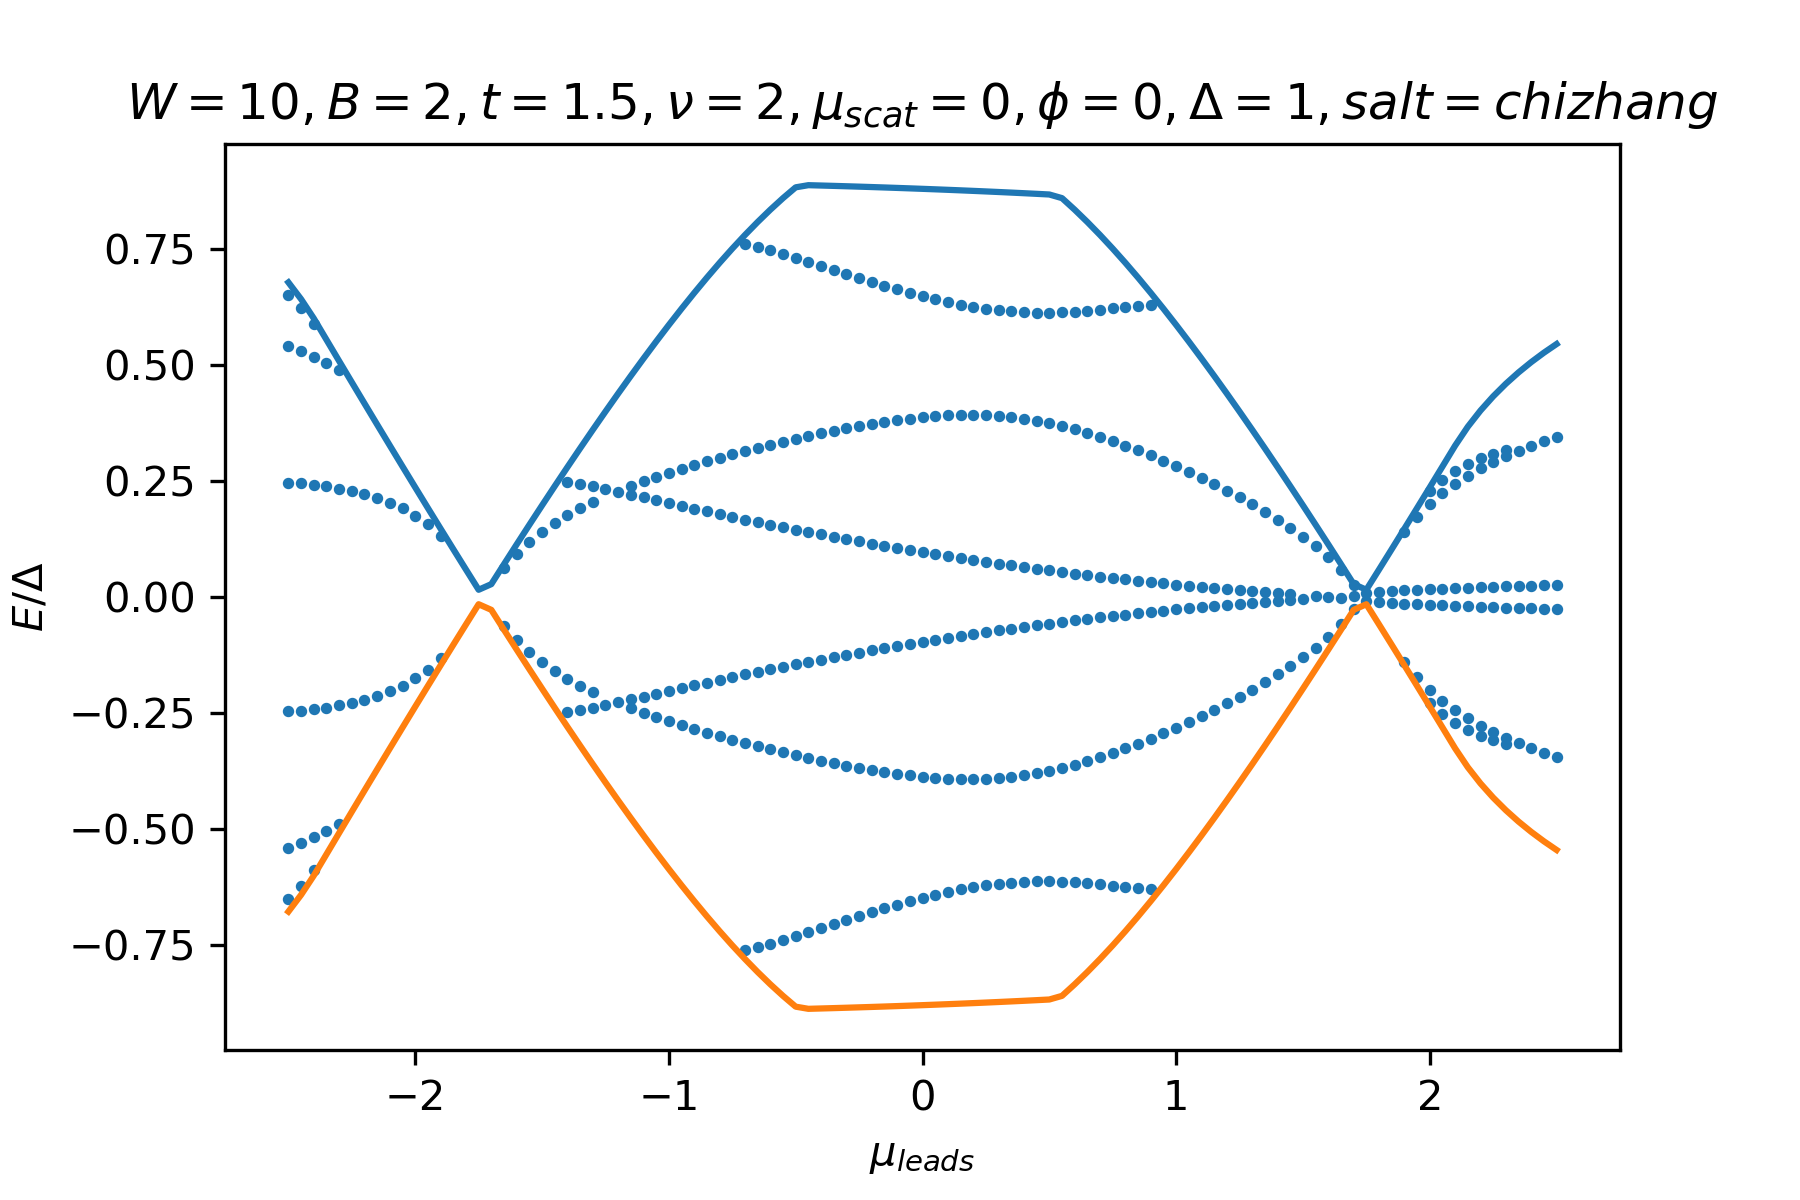 W = 10, B = 2, t = 1.5, ν = 2, μ_scat = 0, ϕ = 0, Δ = 1, salt = chizhang
0.75
0.50
0.25
0.00
−0.25
−0.50
−0.75
E/Δ
−2 −1 0 1 2
μ_leads